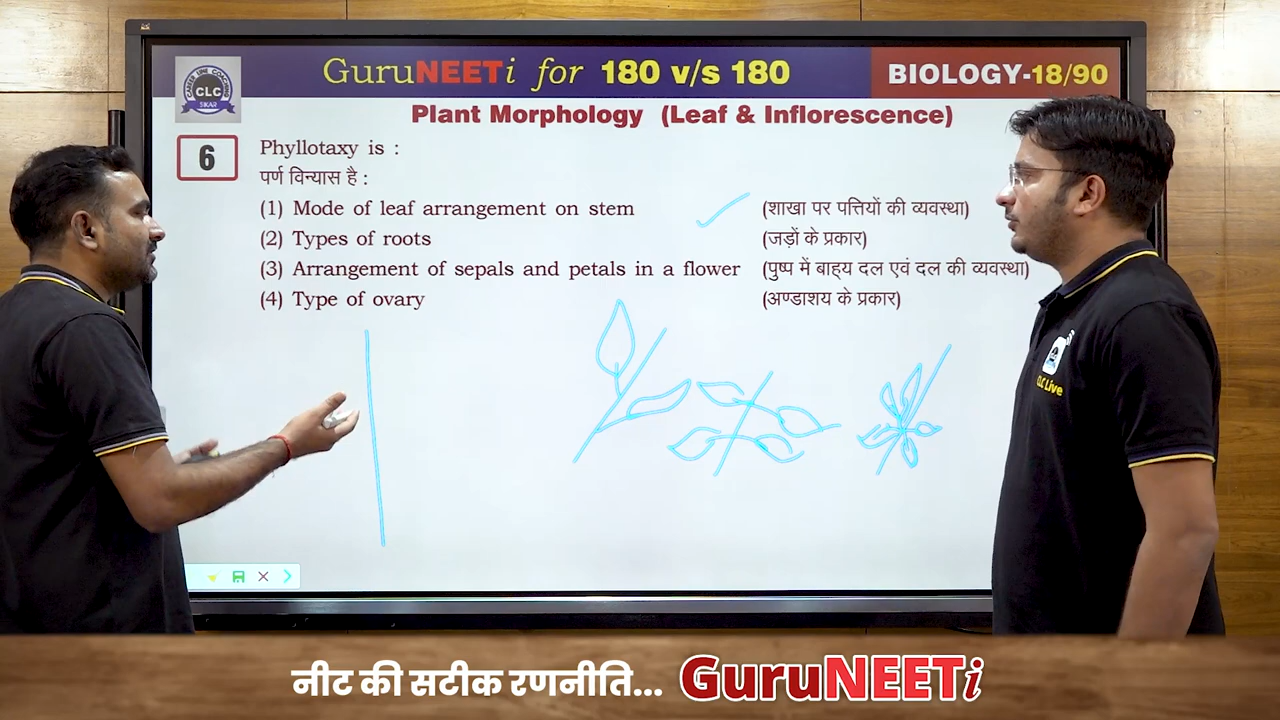 GuruNEETi for 180 v/s 180
BIOLOGY-18/90
CAREER LINE COACHING
CLC
SIKAR
Plant Morphology (Leaf & Inflorescence)
6
Phyllotaxy is :
पर्ण विन्यास है :
(1) Mode of leaf arrangement on stem (शाखा पर पत्तियों की व्यवस्था)
(2) Types of roots (जड़ों के प्रकार)
(3) Arrangement of sepals and petals in a flower (पुष्प में बाह्य दल एवं दल की व्यवस्था)
(4) Type of ovary (अण्डाशय के प्रकार)
CLC Live
नीट की सटीक रणनीति... GuruNEETi